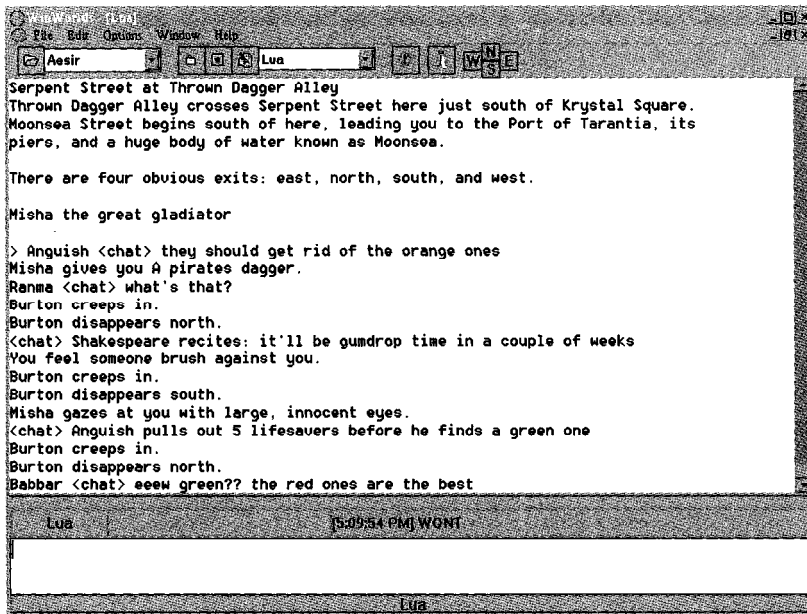 WinWorlds [Lua]
File Edit Options Window Help
Aesir Lua N W E S
Serpent Street at Thrown Dagger Alley
Thrown Dagger Alley crosses Serpent Street here just south of Krystal Square.
Moonsea Street begins south of here, leading you to the Port of Tarantia, its
piers, and a huge body of water known as Moonsea.
There are four obvious exits: east, north, south, and west.
Misha the great gladiator
> Anguish <chat> they should get rid of the orange ones
Misha gives you A pirates dagger.
Ranma <chat> what's that?
Burton creeps in.
Burton disappears north.
<chat> Shakespeare recites: it'll be gumdrop time in a couple of weeks
You feel someone brush against you.
Burton creeps in.
Burton disappears south.
Misha gazes at you with large, innocent eyes.
<chat> Anguish pulls out 5 lifesavers before he finds a green one
Burton creeps in.
Burton disappears north.
Babbar <chat> eeew green?? the red ones are the best
Lua [5:09:54 PM] WONT
Lua